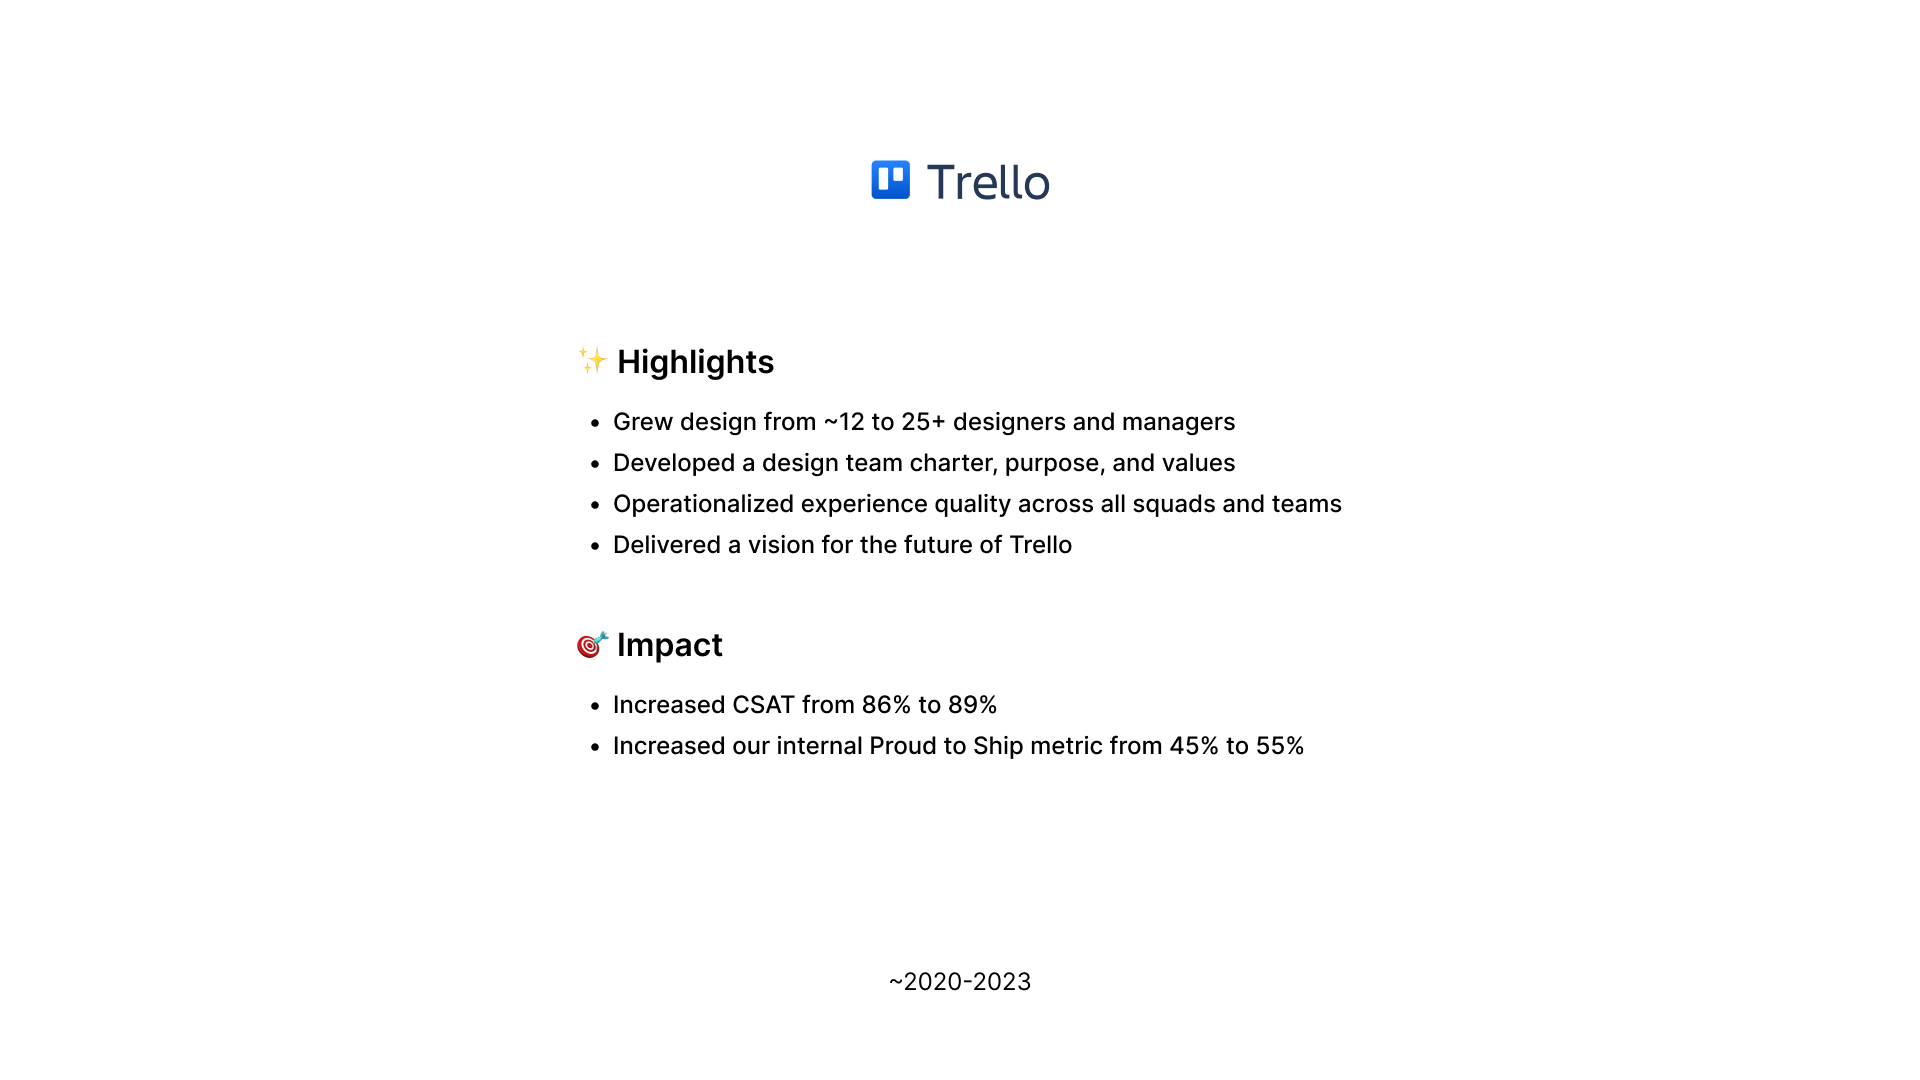 Trello
✨ Highlights
• Grew design from ~12 to 25+ designers and managers
• Developed a design team charter, purpose, and values
• Operationalized experience quality across all squads and teams
• Delivered a vision for the future of Trello
🎯 Impact
• Increased CSAT from 86% to 89%
• Increased our internal Proud to Ship metric from 45% to 55%
~2020-2023